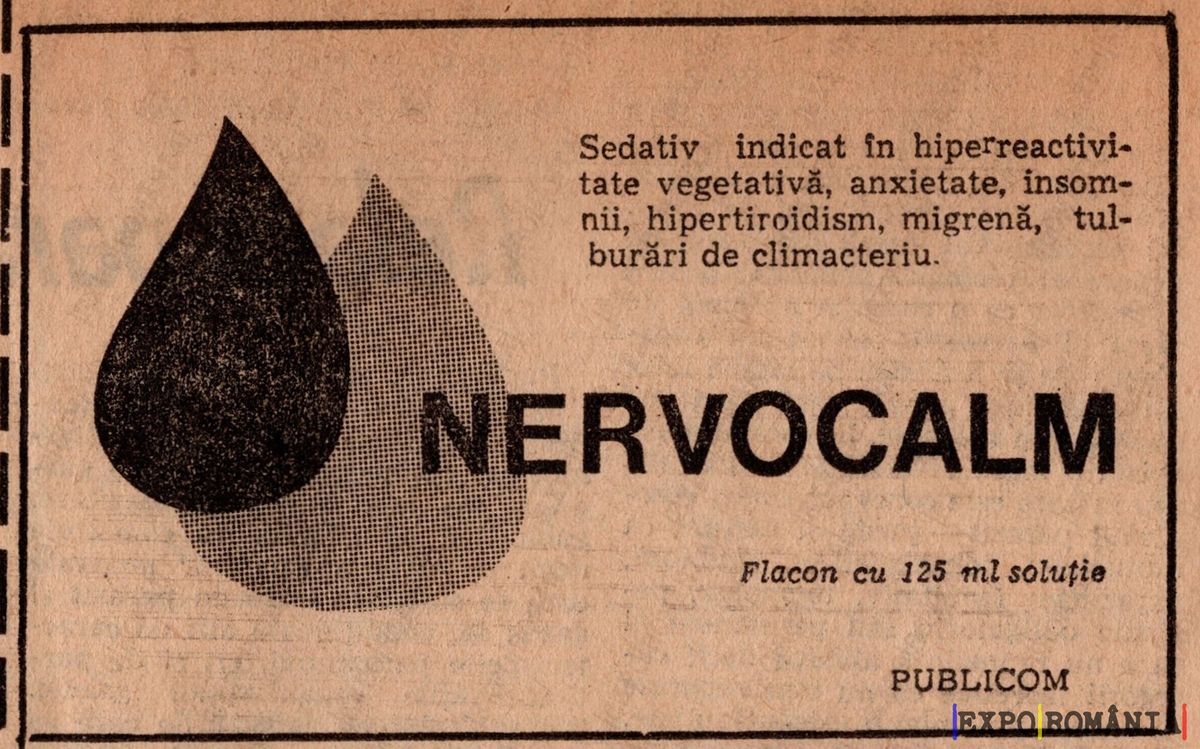 Sedativ indicat în hiperreactivi-
tate vegetativă, anxietate, insom-
nii, hipertiroidism, migrenă, tul-
burări de climacteriu.
NERVOCALM
Flacon cu 125 ml soluție
PUBLICOM
EXPO ROMÂNIA